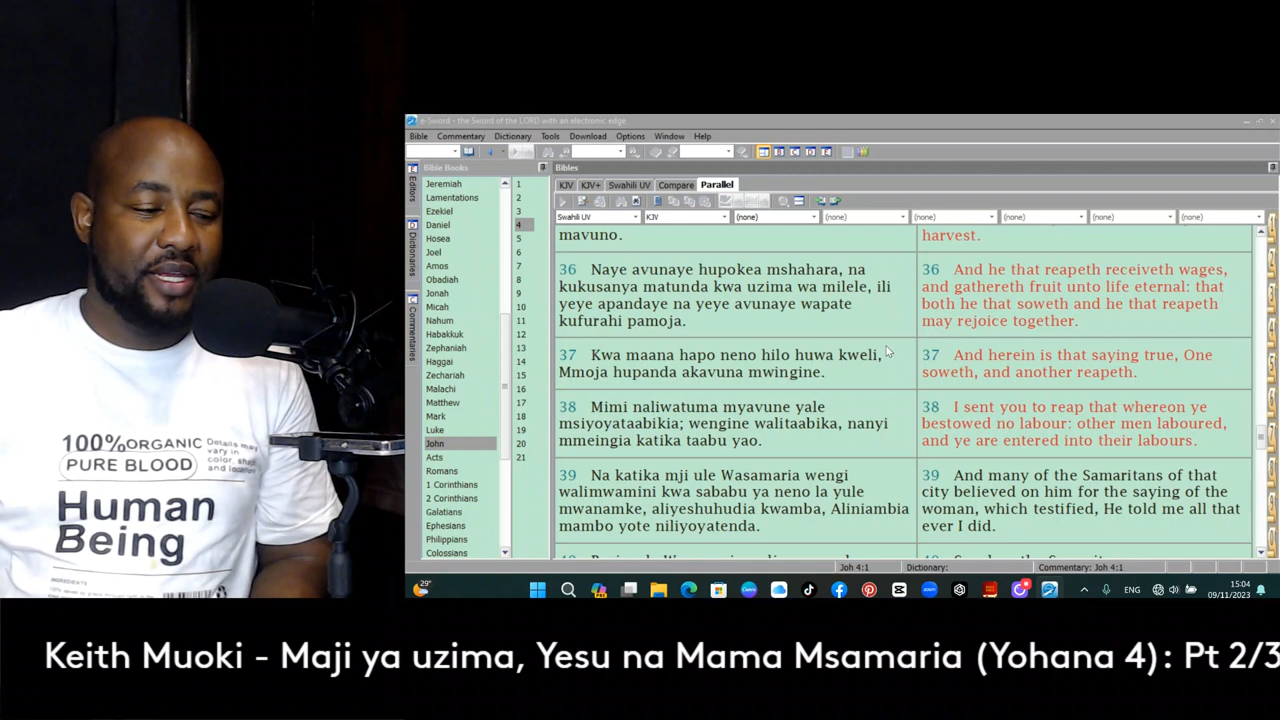 100% ORGANIC
Details may
vary in
color, shape
and location
PURE BLOOD
Human
Being
INGREDIENTS
e-Sword - the Sword of the LORD with an electronic edge
Bible Commentary Dictionary Tools Download Options Window Help
Bible Books
Bibles
Editors
Dictionaries
Commentaries
Jeremiah
Lamentations
Ezekiel
Daniel
Hosea
Joel
Amos
Obadiah
Jonah
Micah
Nahum
Habakkuk
Zephaniah
Haggai
Zechariah
Malachi
Matthew
Mark
Luke
John
Acts
Romans
1 Corinthians
2 Corinthians
Galatians
Ephesians
Philippians
Colossians
1
2
3
4
5
6
7
8
9
10
11
12
13
14
15
16
17
18
19
20
21
KJV KJV+ Swahili UV Compare Parallel
Swahili UV KJV (none) (none) (none) (none) (none) (none)
mavuno.
36 Naye avunaye hupokea mshahara, na
kukusanya matunda kwa uzima wa milele, ili
yeye apandaye na yeye avunaye wapate
kufurahi pamoja.
37 Kwa maana hapo neno hilo huwa kweli,
Mmoja hupanda akavuna mwingine.
38 Mimi naliwatuma myavune yale
msiyoyataabikia; wengine walitaabika, nanyi
mmeingia katika taabu yao.
39 Na katika mji ule Wasamaria wengi
walimwamini kwa sababu ya neno la yule
mwanamke, aliyeshuhudia kwamba, Aliniambia
mambo yote niliyoyatenda.
harvest.
36 And he that reapeth receiveth wages,
and gathereth fruit unto life eternal: that
both he that soweth and he that reapeth
may rejoice together.
37 And herein is that saying true, One
soweth, and another reapeth.
38 I sent you to reap that whereon ye
bestowed no labour: other men laboured,
and ye are entered into their labours.
39 And many of the Samaritans of that
city believed on him for the saying of the
woman, which testified, He told me all that
ever I did.
Joh 4:1 Dictionary: Commentary: Joh 4:1
29°
ENG
15:04
09/11/2023
Keith Muoki - Maji ya uzima, Yesu na Mama Msamaria (Yohana 4): Pt 2/3